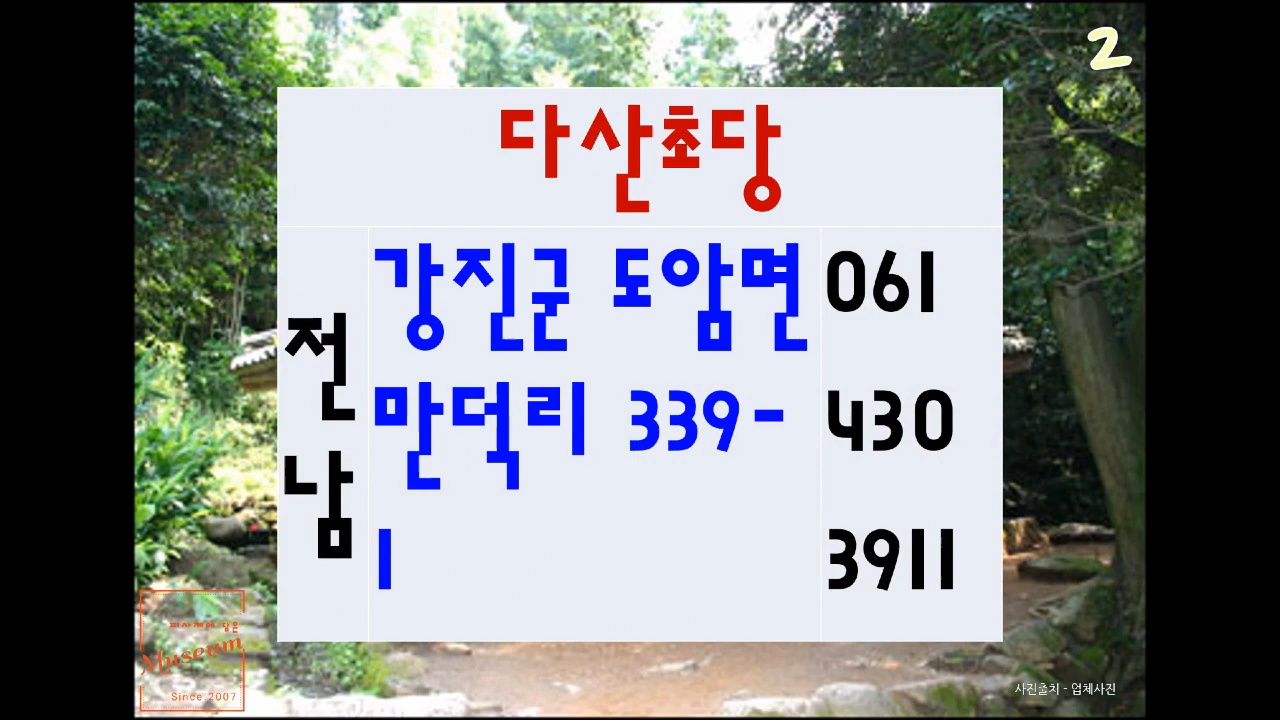 2
다산초당
전
남
강진군 도암면
만덕리 339-
1
061
430
3911
Museum
Since 2007
사진출처 - 업체사진